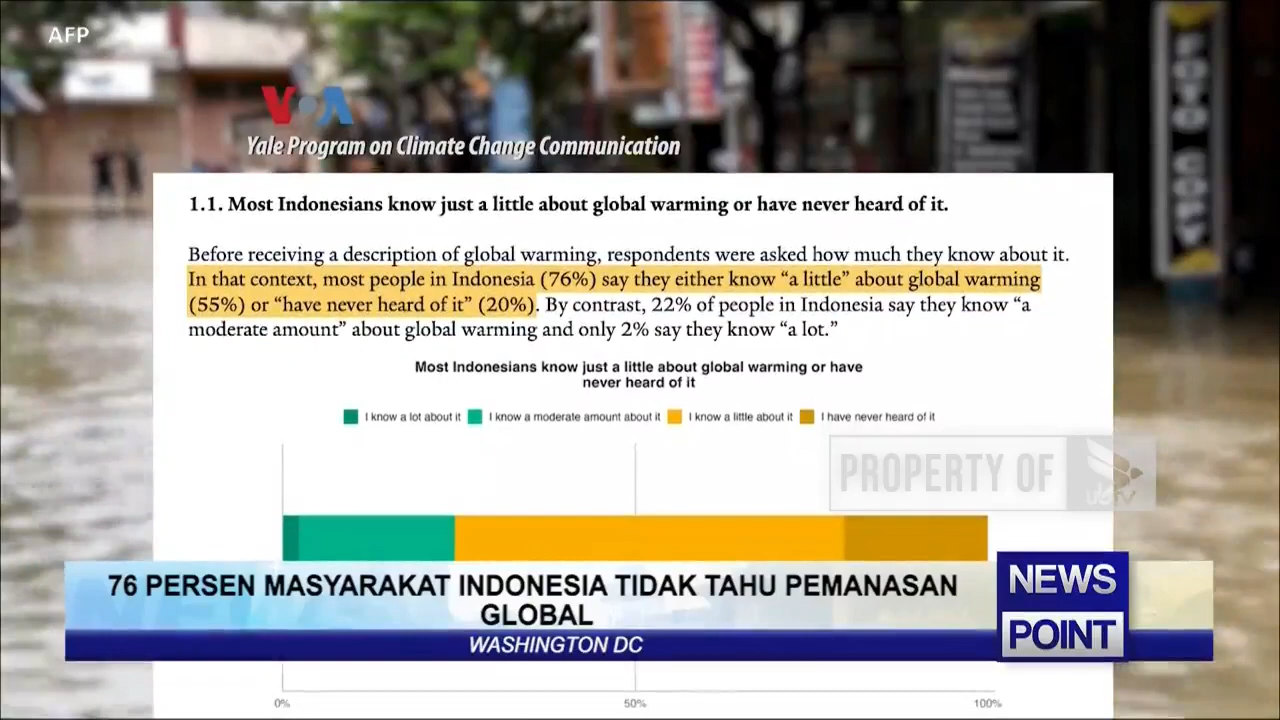 AFP
VOA
Yale Program on Climate Change Communication
1.1. Most Indonesians know just a little about global warming or have never heard of it.
Before receiving a description of global warming, respondents were asked how much they know about it.
In that context, most people in Indonesia (76%) say they either know “a little” about global warming
(55%) or “have never heard of it” (20%). By contrast, 22% of people in Indonesia say they know “a
moderate amount” about global warming and only 2% say they know “a lot.”
Most Indonesians know just a little about global warming or have
never heard of it
I know a lot about it I know a moderate amount about it I know a little about it I have never heard of it
PROPERTY OF
FOTO COPY
76 PERSEN MASYARAKAT INDONESIA TIDAK TAHU PEMANASAN
GLOBAL
WASHINGTON DC
NEWS
POINT
0% 50% 100%